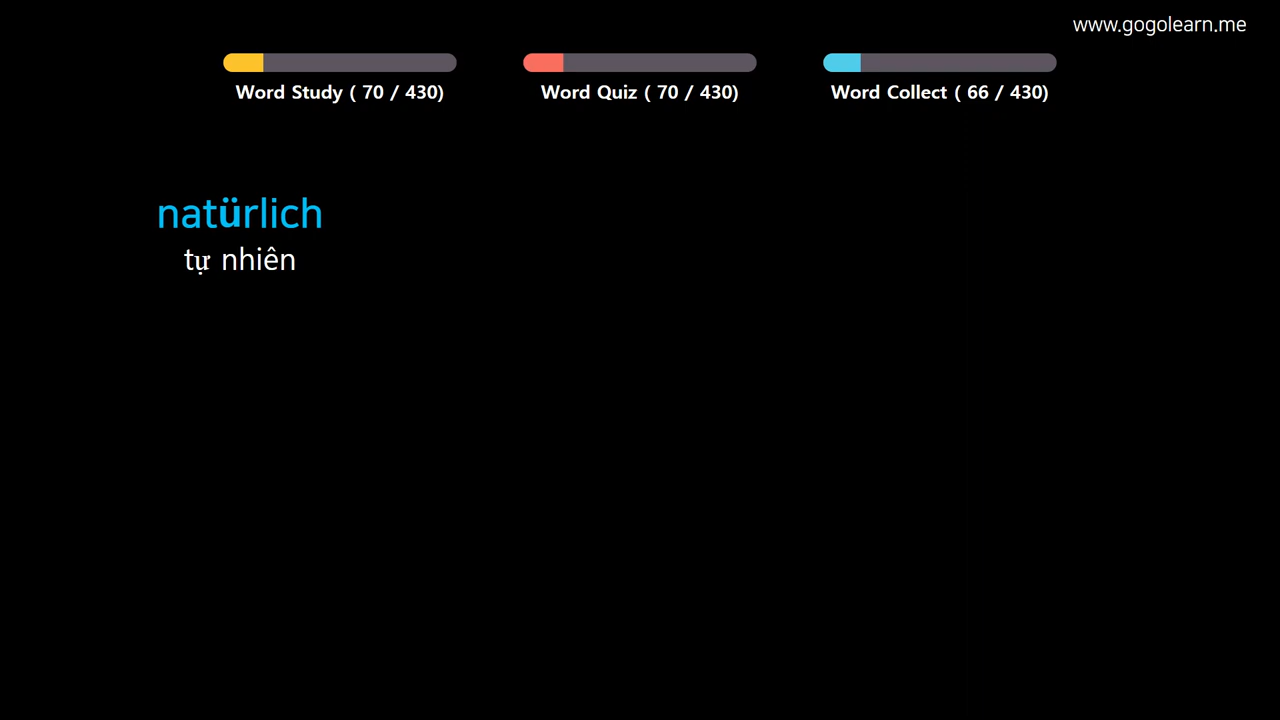 www.gogolearn.me
Word Study ( 70 / 430)
Word Quiz ( 70 / 430)
Word Collect ( 66 / 430)
natürlich
tự nhiên